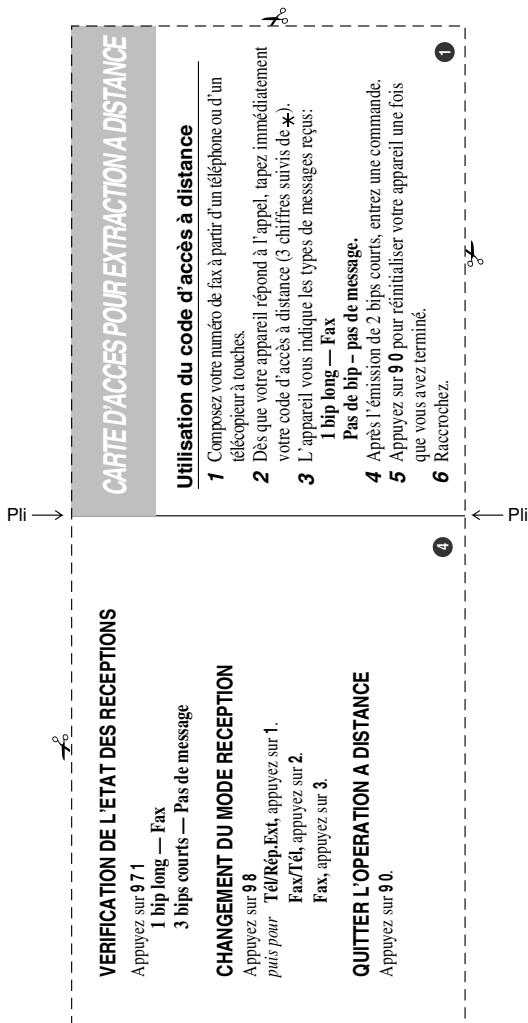 CARTE D'ACCES POUR EXTRACTION A DISTANCE
Utilisation du code d'accès à distance
1 Composez votre numéro de fax à partir d'un téléphone ou d'un
télécopieur à touches.
2 Dès que votre appareil répond à l'appel, tapez immédiatement
votre code d'accès à distance (3 chiffres suivis de *).
3 L'appareil vous indique les types de messages reçus:
1 bip long — Fax
Pas de bip – pas de message.
4 Après l'émission de 2 bips courts, entrez une commande.
5 Appuyez sur 9 0 pour réinitialiser votre appareil une fois
que vous avez terminé.
6 Raccrochez.
1
Pli
Pli
VERIFICATION DE L'ETAT DES RECEPTIONS
Appuyez sur 9 7 1
1 bip long — Fax
3 bips courts — Pas de message
CHANGEMENT DU MODE RECEPTION
Appuyez sur 9 8
puis pour Tél/Rép.Ext, appuyez sur 1.
Fax/Tél, appuyez sur 2.
Fax, appuyez sur 3.
QUITTER L'OPERATION A DISTANCE
Appuyez sur 9 0.
4